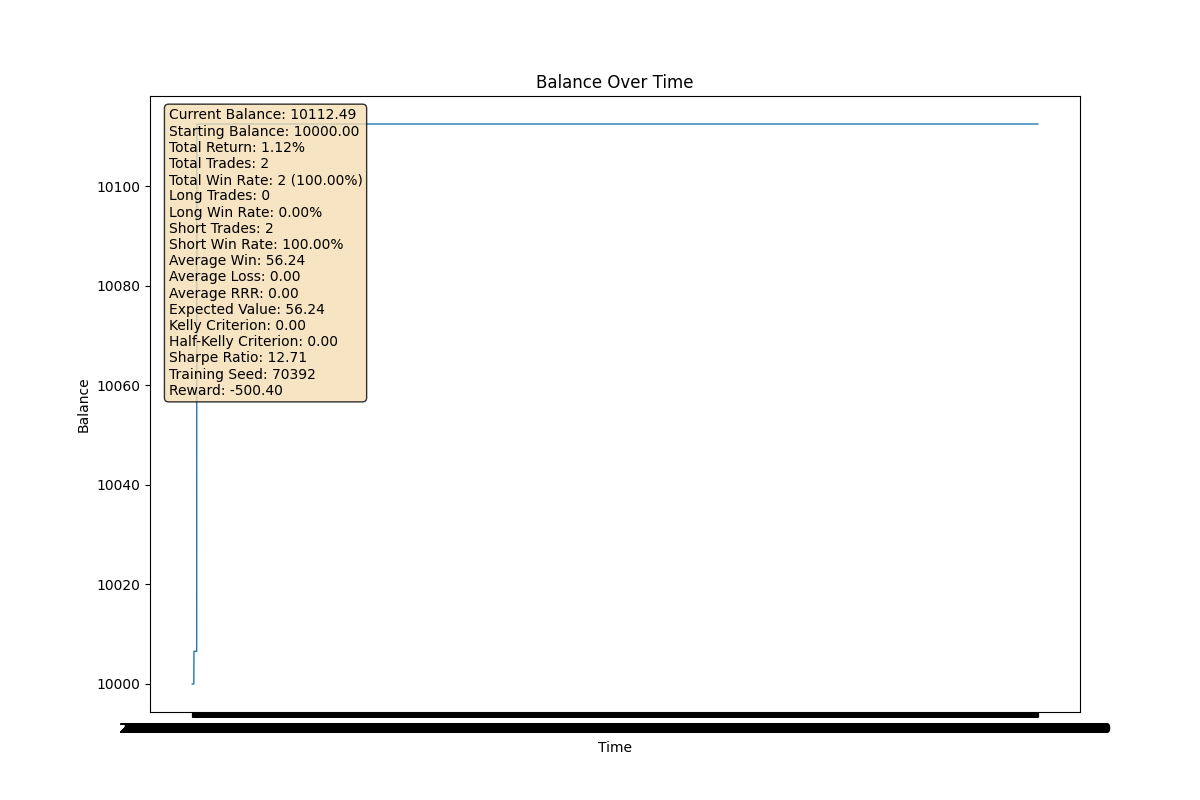 Balance Over Time
Current Balance: 10112.49
Starting Balance: 10000.00
Total Return: 1.12%
Total Trades: 2
Total Win Rate: 2 (100.00%)
Long Trades: 0
Long Win Rate: 0.00%
Short Trades: 2
Short Win Rate: 100.00%
Average Win: 56.24
Average Loss: 0.00
Average RRR: 0.00
Expected Value: 56.24
Kelly Criterion: 0.00
Half-Kelly Criterion: 0.00
Sharpe Ratio: 12.71
Training Seed: 70392
Reward: -500.40
10100
10080
10060
10040
10020
10000
Balance
Time